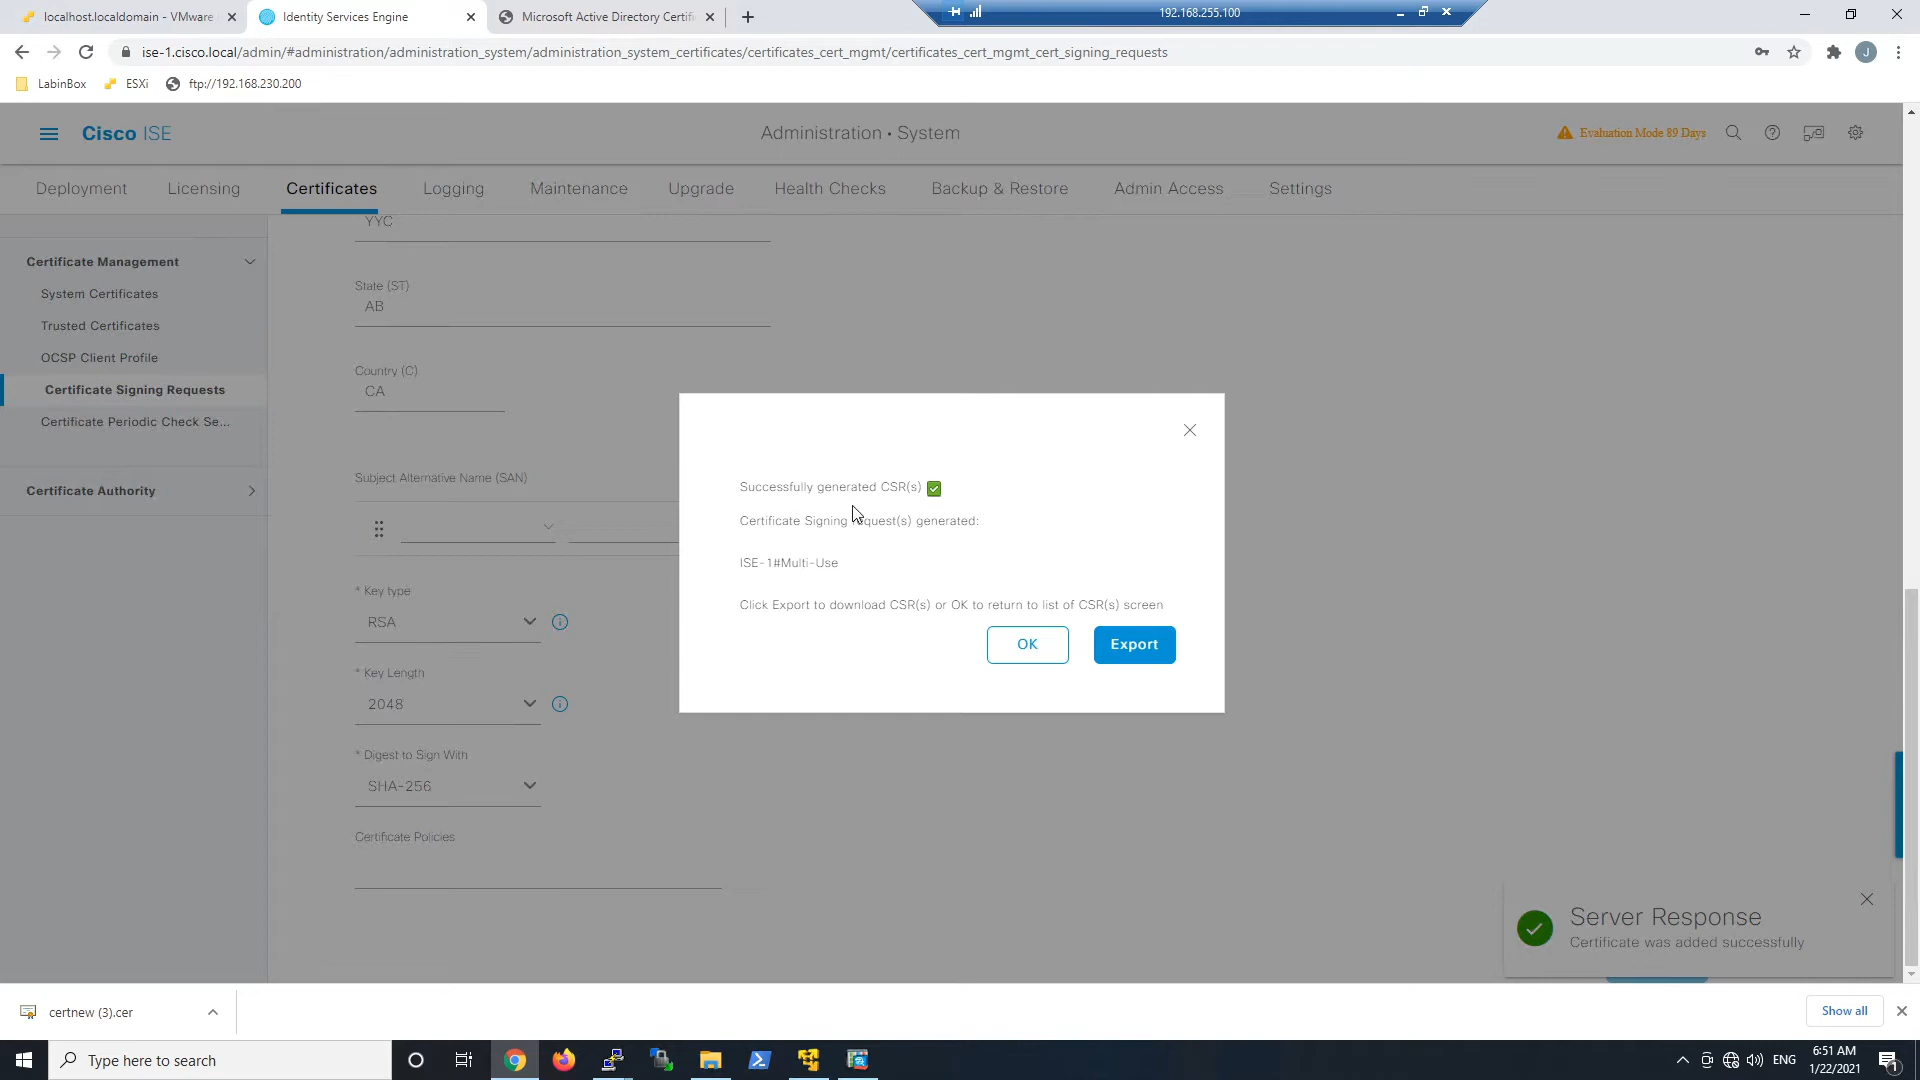 localhost.localdomain - VMware
Identity Services Engine
Microsoft Active Directory Certifi
192.168.255.100
ise-1.cisco.local/admin/#administration/administration_system/administration_system_certificates/certificates_cert_mgmt/certificates_cert_mgmt_cert_signing_requests
J
LabinBox
ESXi
ftp://192.168.230.200
Cisco ISE
Administration • System
Evaluation Mode 89 Days
Deployment
Licensing
Certificates
Logging
Maintenance
Upgrade
Health Checks
Backup & Restore
Admin Access
Settings
Certificate Management
System Certificates
Trusted Certificates
OCSP Client Profile
Certificate Signing Requests
Certificate Periodic Check Se...
Certificate Authority
YYC
State (ST)
AB
Country (C)
CA
Subject Alternative Name (SAN)
* Key type
RSA
* Key Length
2048
* Digest to Sign With
SHA-256
Certificate Policies
Successfully generated CSR(s)
Certificate Signing quest(s) generated:
ISE-1#Multi-Use
Click Export to download CSR(s) or OK to return to list of CSR(s) screen
OK
Export
Server Response
Certificate was added successfully
certnew (3).cer
Show all
Type here to search
ENG
6:51 AM
1/22/2021
1